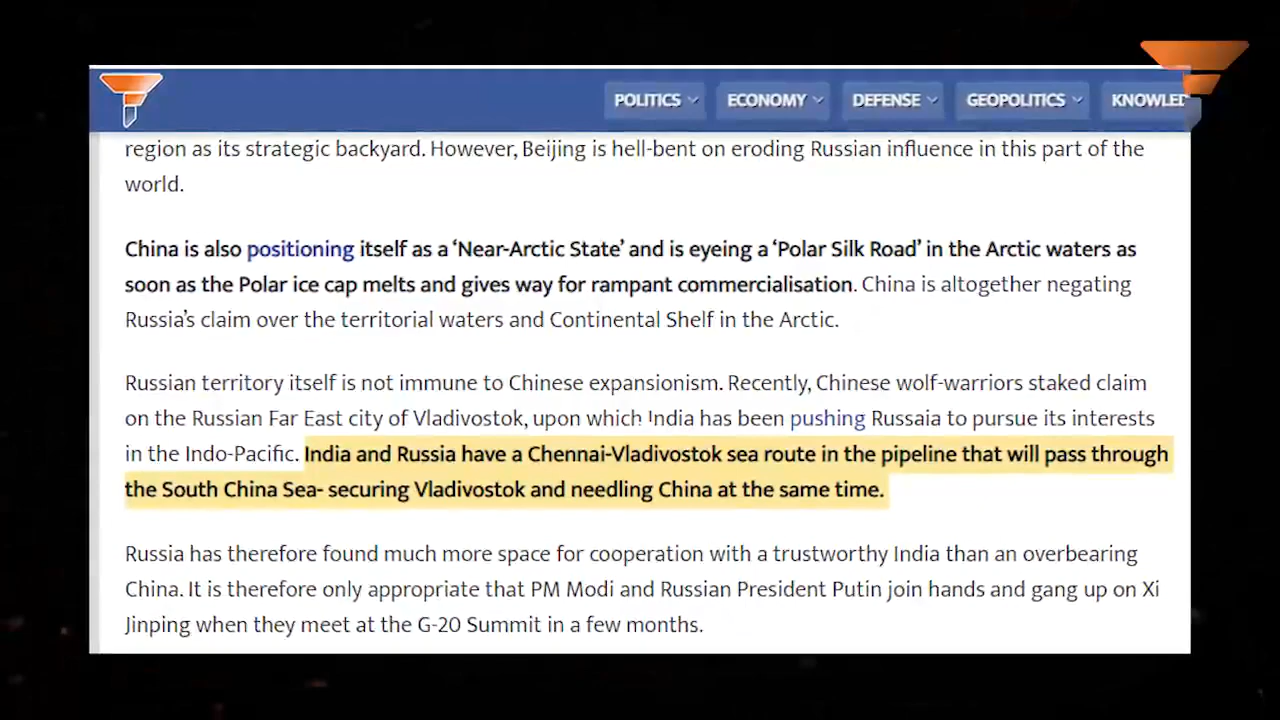 POLITICS
ECONOMY
DEFENSE
GEOPOLITICS
KNOWLED
region as its strategic backyard. However, Beijing is hell-bent on eroding Russian influence in this part of the
world.
China is also positioning itself as a ‘Near-Arctic State’ and is eyeing a ‘Polar Silk Road’ in the Arctic waters as
soon as the Polar ice cap melts and gives way for rampant commercialisation. China is altogether negating
Russia’s claim over the territorial waters and Continental Shelf in the Arctic.
Russian territory itself is not immune to Chinese expansionism. Recently, Chinese wolf-warriors staked claim
on the Russian Far East city of Vladivostok, upon which India has been pushing Russaia to pursue its interests
in the Indo-Pacific. India and Russia have a Chennai-Vladivostok sea route in the pipeline that will pass through
the South China Sea- securing Vladivostok and needling China at the same time.
Russia has therefore found much more space for cooperation with a trustworthy India than an overbearing
China. It is therefore only appropriate that PM Modi and Russian President Putin join hands and gang up on Xi
Jinping when they meet at the G-20 Summit in a few months.